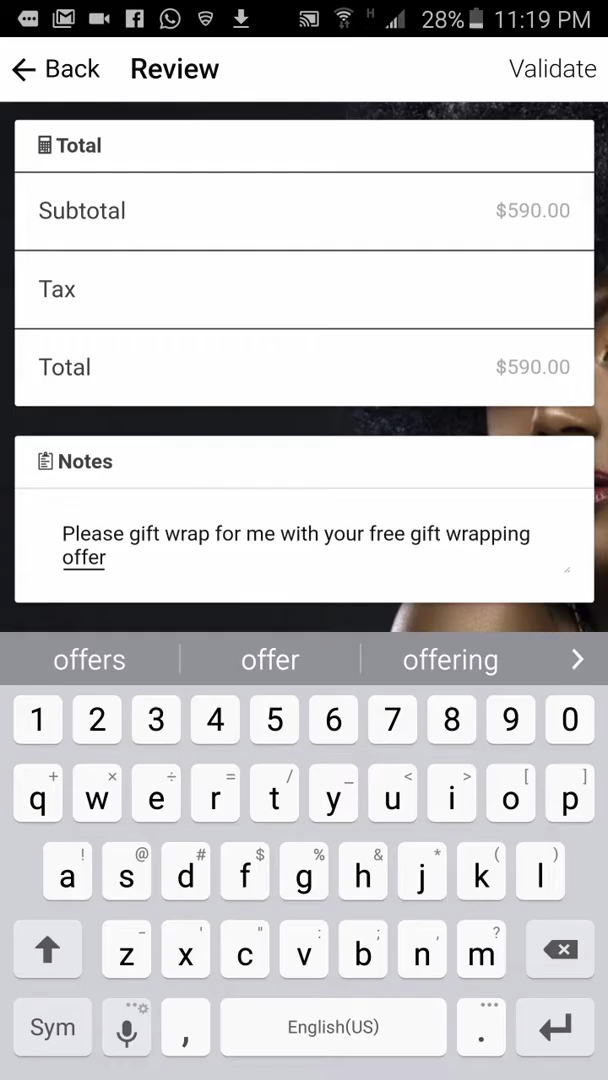 H 28% 11:19 PM
Back Review Validate
Total
Subtotal $590.00
Tax
Total $590.00
Notes
Please gift wrap for me with your free gift wrapping
offer
offers offer offering >
1 2 3 4 5 6 7 8 9 0
+ × ÷ = / _ < > [ ]
q w e r t y u i o p
! @ # $ % & * ( )
a s d f g h j k l
- ' " : ; , ?
z x c v b n m
Sym , English(US) .